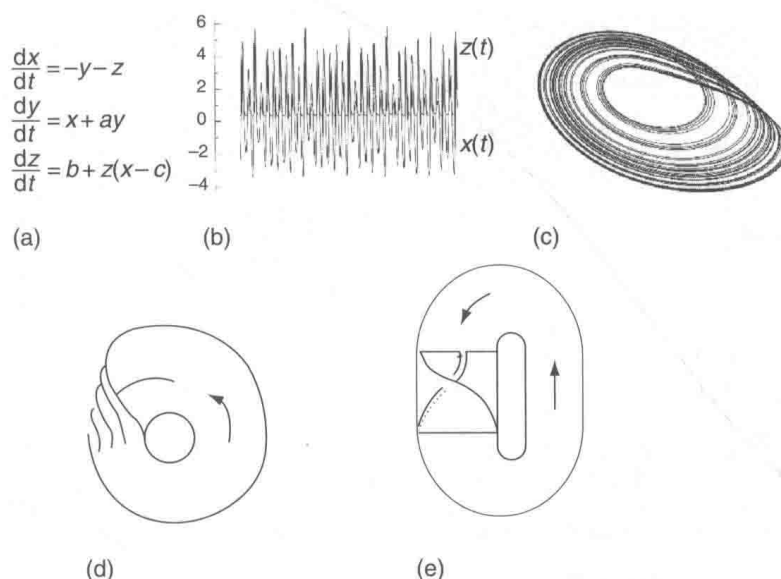 dx/dt = -y - z
dy/dt = x + ay
dz/dt = b + z(x - c)
(a)
6
4
2
0
-2
-4
z(t)
x(t)
(b)
(c)
(d)
(e)